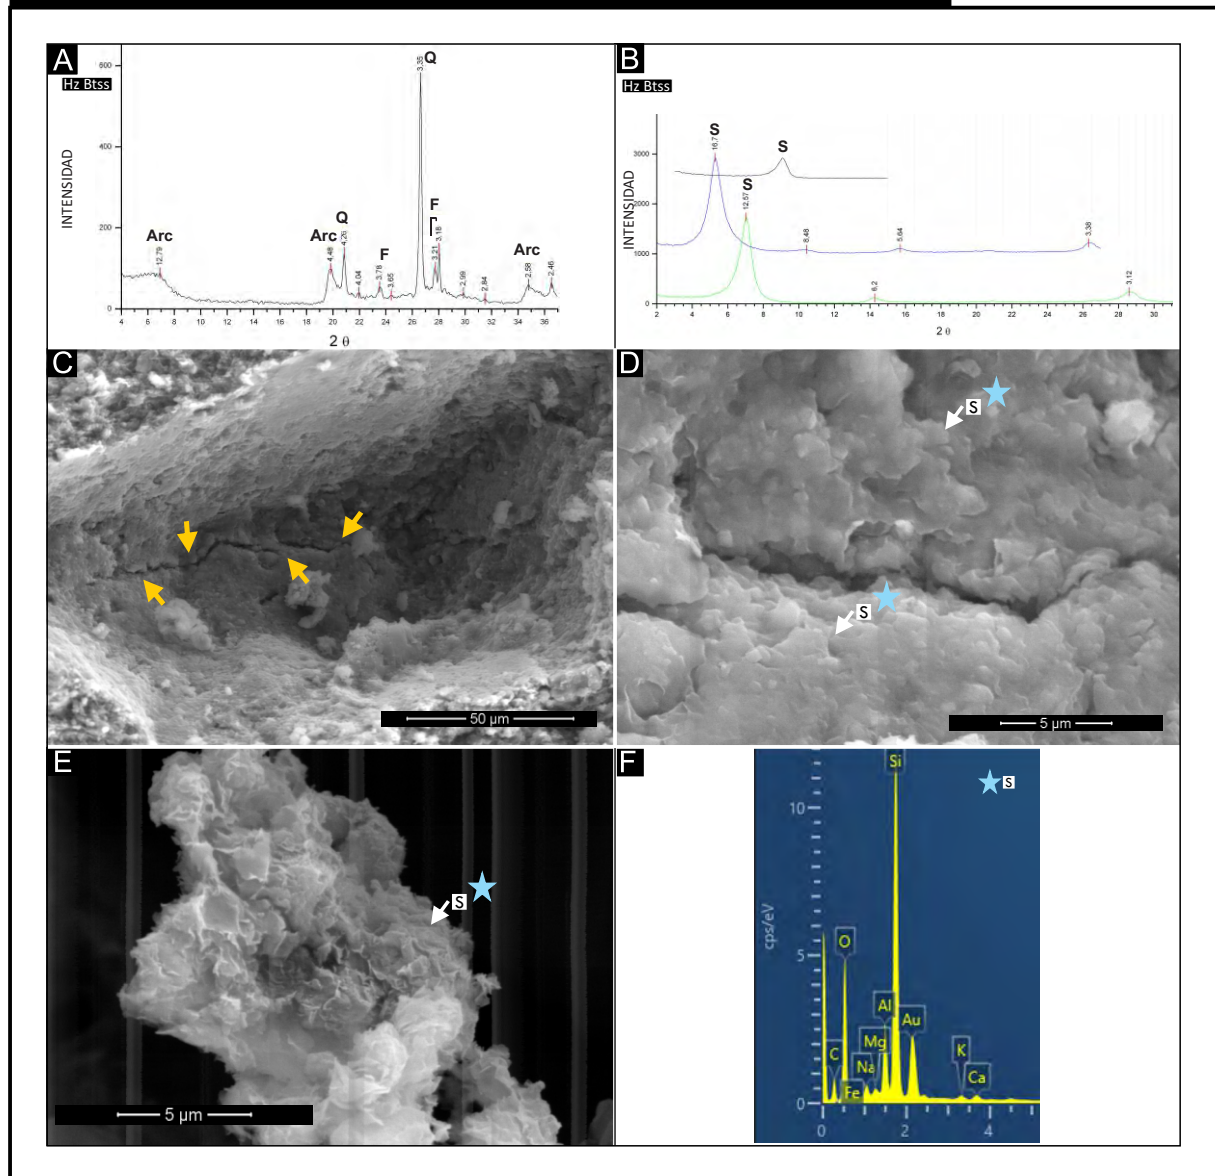 A
Hz Btss
INTENSIDAD
600
400
200
0
Arc
12,79
Arc
4,48
Q
4,26
4,04
F
3,78
3,65
3,35
Q
F
3,21
3,18
2,99
2,84
Arc
2,58
2,46
4 6 8 10 12 14 16 18 20 22 24 26 28 30 32 34 36
2 θ
B
Hz Btss
INTENSIDAD
3000
2000
1000
0
S
16,7
S
S
12,57
8,48
5,64
3,38
6,2
3,12
2 4 6 8 10 12 14 16 18 20 22 24 26 28 30
2 θ
C
50 µm
D
S
S
5 µm
E
S
5 µm
F
S
cps/eV
10
5
0
Si
O
Al
Au
Mg
C
Na
Fe
K
Ca
0 2 4